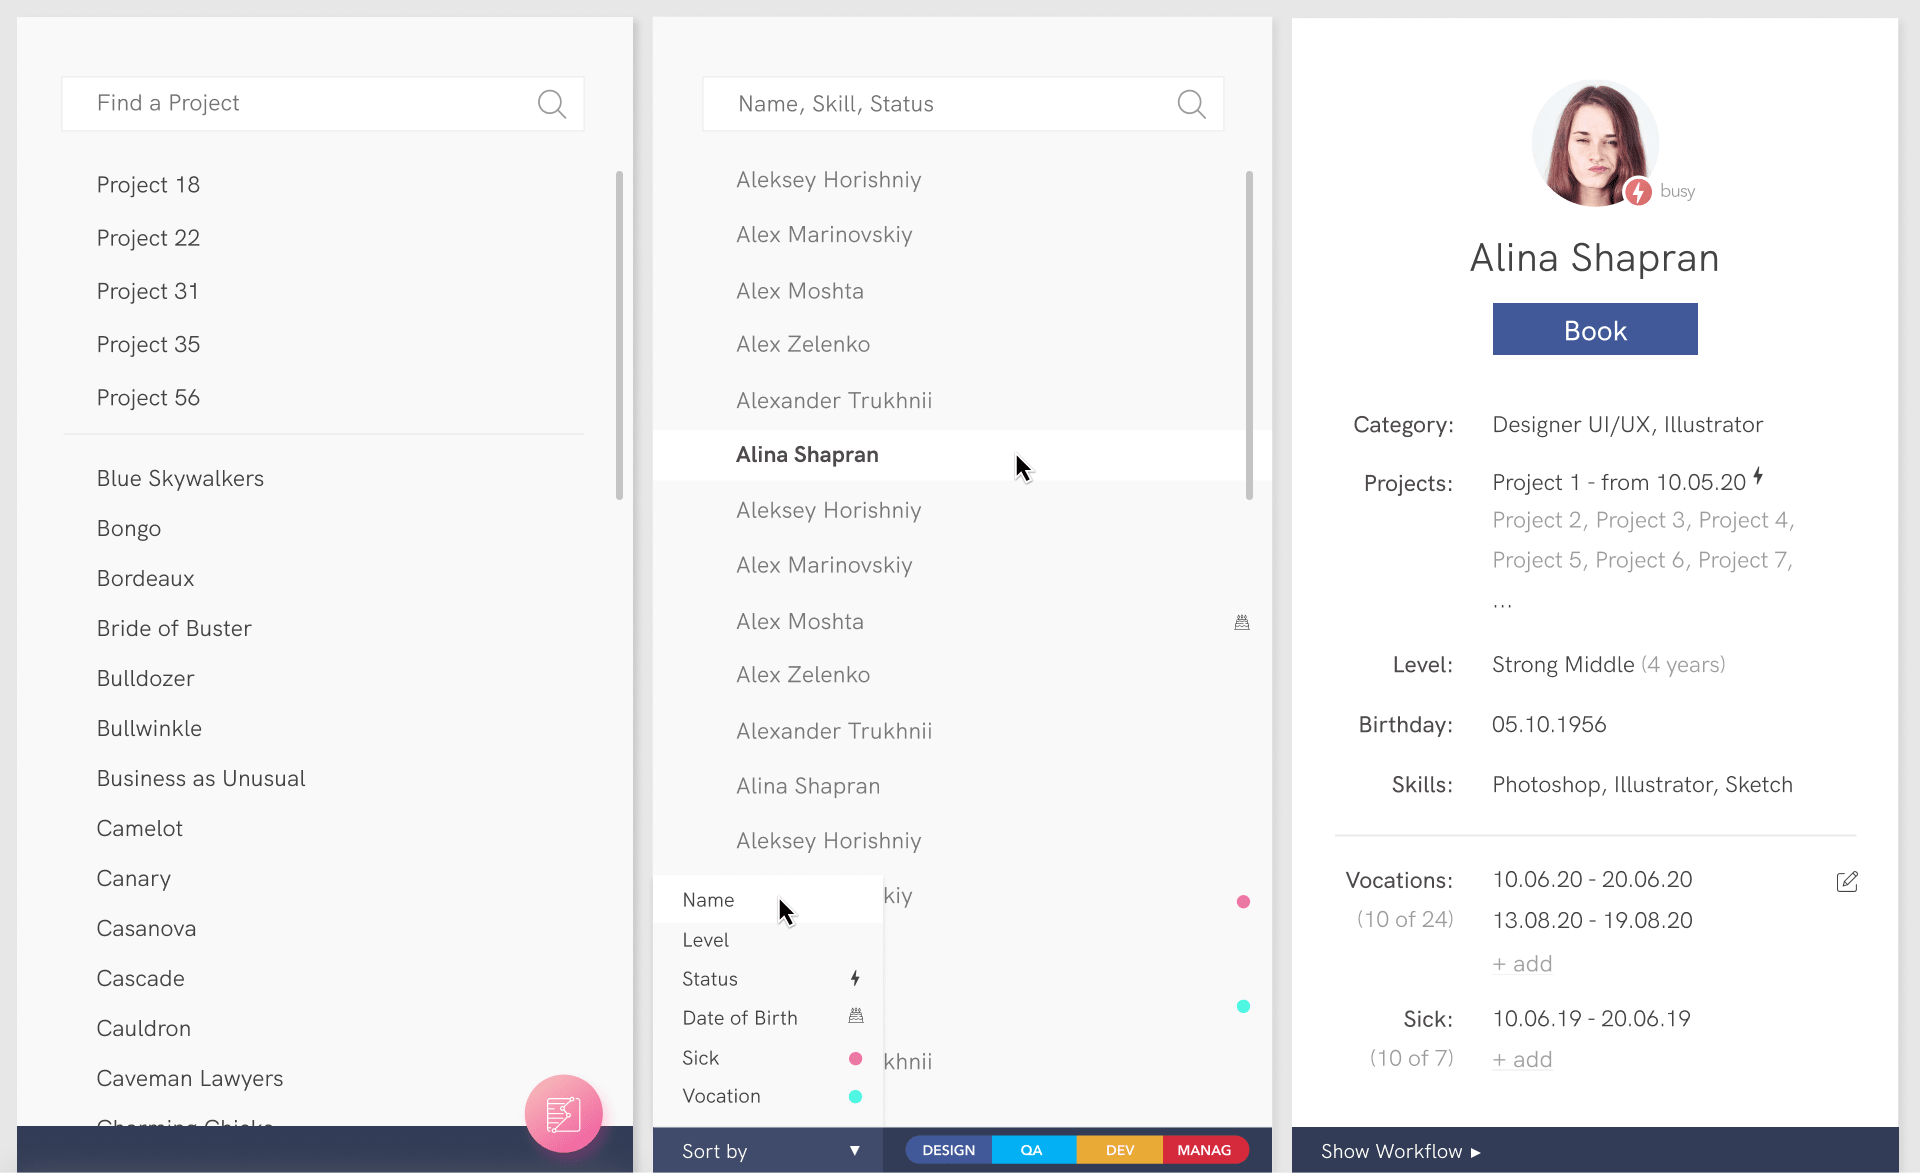 Find a Project
Project 18
Project 22
Project 31
Project 35
Project 56
Blue Skywalkers
Bongo
Bordeaux
Bride of Buster
Bulldozer
Bullwinkle
Business as Unusual
Camelot
Canary
Casanova
Cascade
Cauldron
Caveman Lawyers
Charming Chicks
Name, Skill, Status
Aleksey Horishniy
Alex Marinovskiy
Alex Moshta
Alex Zelenko
Alexander Trukhnii
Alina Shapran
Aleksey Horishniy
Alex Marinovskiy
Alex Moshta
Alex Zelenko
Alexander Trukhnii
Alina Shapran
Aleksey Horishniy
kiy
khnii
Name
Level
Status
Date of Birth
Sick
Vocation
Sort by ▼
DESIGN QA DEV MANAG
busy
Alina Shapran
Book
Category: Designer UI/UX, Illustrator
Projects: Project 1 - from 10.05.20
Project 2, Project 3, Project 4,
Project 5, Project 6, Project 7,
...
Level: Strong Middle (4 years)
Birthday: 05.10.1956
Skills: Photoshop, Illustrator, Sketch
Vocations: 10.06.20 - 20.06.20
(10 of 24) 13.08.20 - 19.08.20
+ add
Sick: 10.06.19 - 20.06.19
(10 of 7) + add
Show Workflow ▸